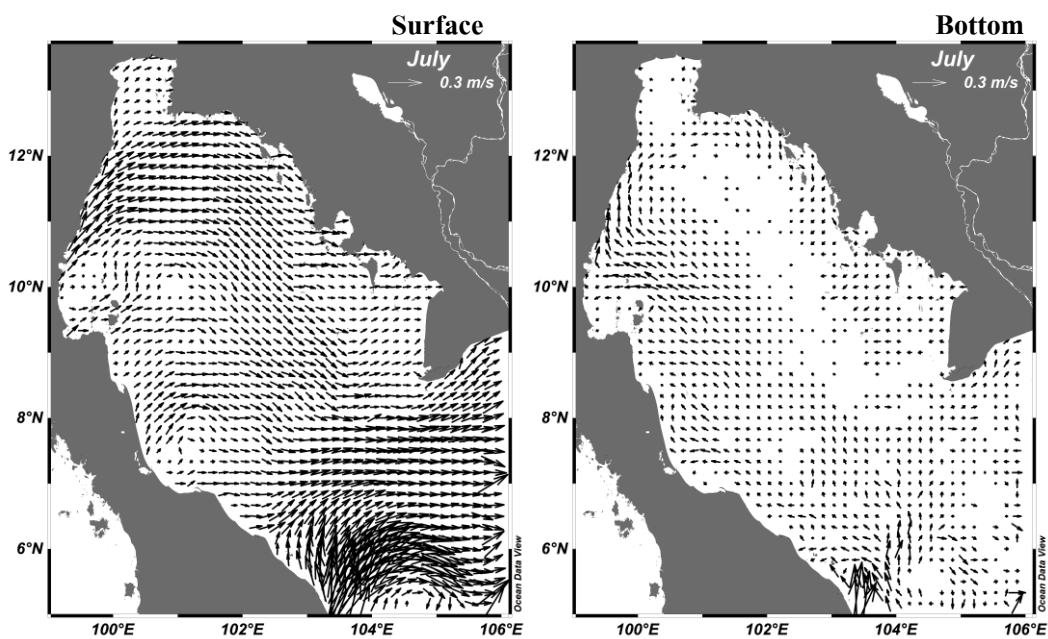 Surface
July
0.3 m/s
12°N
10°N
8°N
6°N
100°E 102°E 104°E 106°E
Ocean Data View
Bottom
July
0.3 m/s
12°N
10°N
8°N
6°N
100°E 102°E 104°E 106°E
Ocean Data View